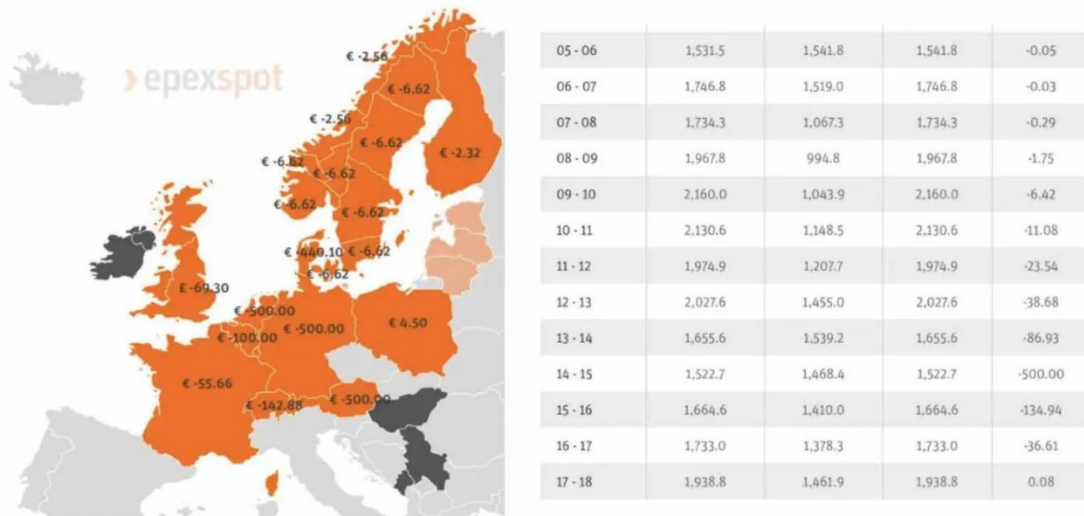 € -2.56
epexspot
€ -6.62
€ -2.56
€ -6.62
€ -2.32
€ -6.62
€ -6.62
€ -6.62
€ -6.62
€ -440.10
€ -6.62
€ -6.62
£ -69.30
€ -500.00
€ -500.00
€ 4.50
€ -100.00
€ -55.66
€ -142.88
€ -500.00
05 - 06 1,531.5 1,541.8 1,541.8 -0.05
06 - 07 1,746.8 1,519.0 1,746.8 -0.03
07 - 08 1,734.3 1,067.3 1,734.3 -0.29
08 - 09 1,967.8 994.8 1,967.8 -1.75
09 - 10 2,160.0 1,043.9 2,160.0 -6.42
10 - 11 2,130.6 1,148.5 2,130.6 -11.08
11 - 12 1,974.9 1,207.7 1,974.9 -23.54
12 - 13 2,027.6 1,455.0 2,027.6 -38.68
13 - 14 1,655.6 1,539.2 1,655.6 -86.93
14 - 15 1,522.7 1,468.4 1,522.7 -500.00
15 - 16 1,664.6 1,410.0 1,664.6 -134.94
16 - 17 1,733.0 1,378.3 1,733.0 -36.61
17 - 18 1,938.8 1,461.9 1,938.8 0.08